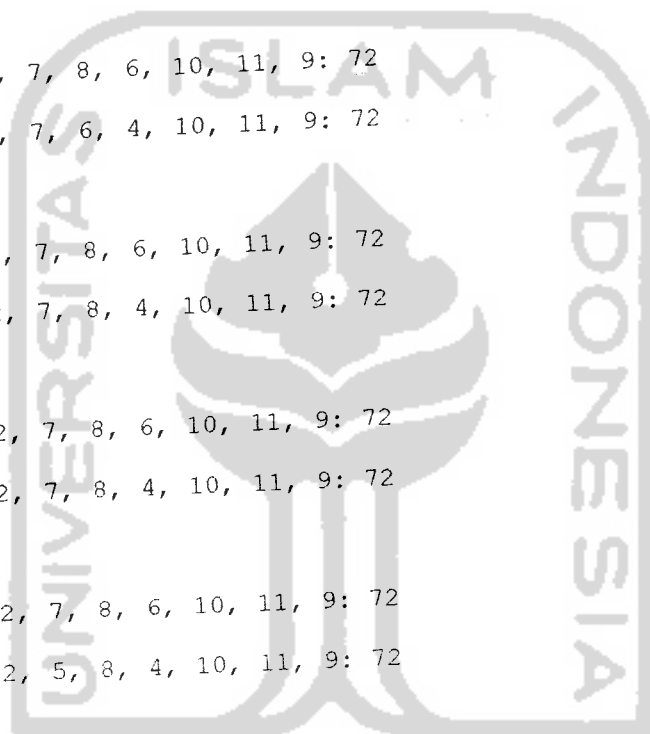 , 7, 8, 6, 10, 11, 9: 72
, 7, 6, 4, 10, 11, 9: 72
, 7, 8, 6, 10, 11, 9: 72
, 7, 8, 4, 10, 11, 9: 72
2, 7, 8, 6, 10, 11, 9: 72
2, 7, 8, 4, 10, 11, 9: 72
2, 7, 8, 6, 10, 11, 9: 72
2, 5, 8, 4, 10, 11, 9: 72
UNIVERSITAS
ISLAM
INDONESIA